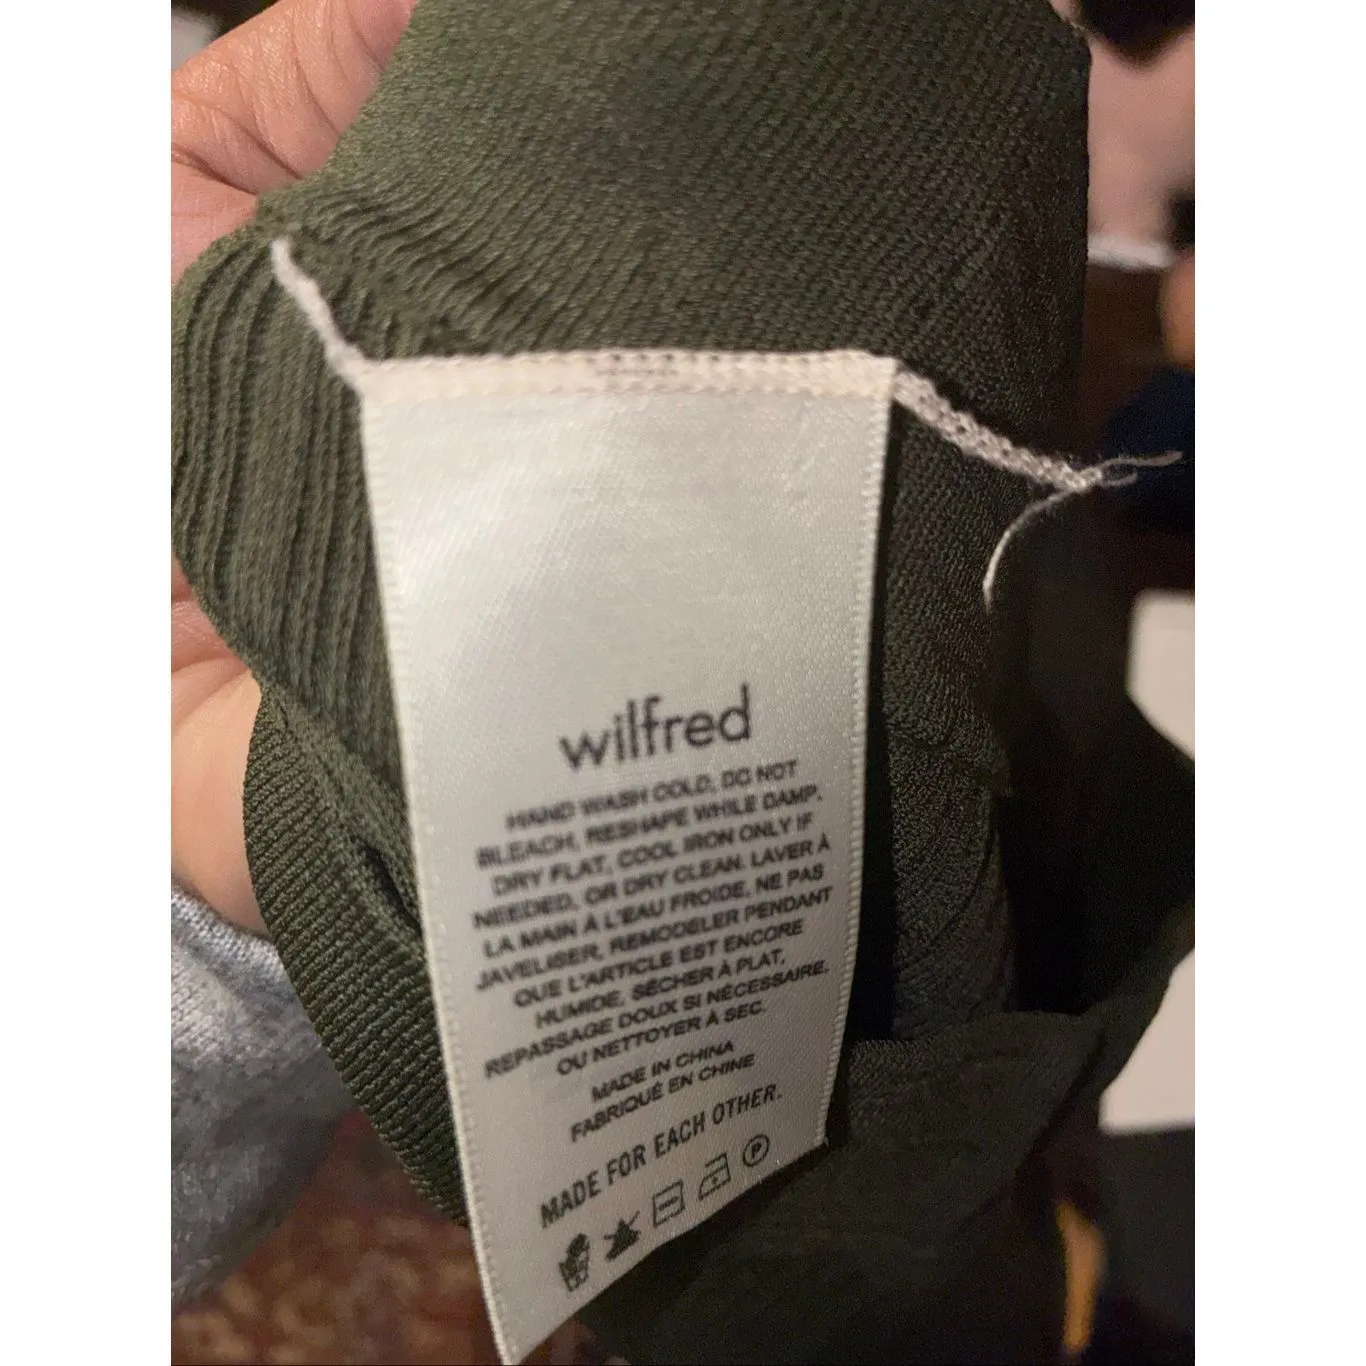 wilfred
HAND WASH COLD, DO NOT
BLEACH, RESHAPE WHILE DAMP.
DRY FLAT, COOL IRON ONLY IF
NEEDED, OR DRY CLEAN. LAVER À
LA MAIN À L'EAU FROIDE, NE PAS
JAVELISER, REMODELER PENDANT
QUE L'ARTICLE EST ENCORE
HUMIDE, SÉCHER À PLAT,
REPASSAGE DOUX SI NÉCESSAIRE,
OU NETTOYER À SEC.
MADE IN CHINA
FABRIQUÉ EN CHINE
MADE FOR EACH OTHER.
P